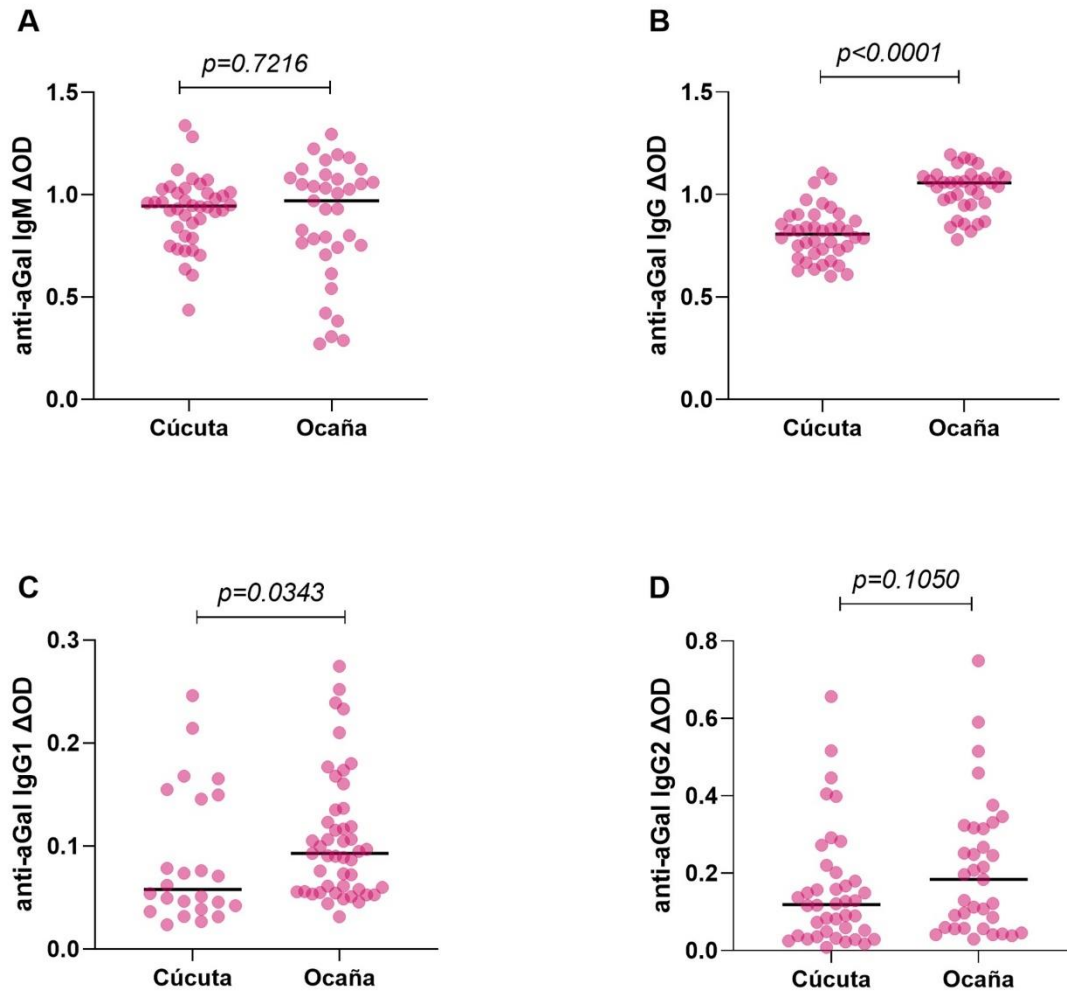 A
p=0.7216
anti-aGal IgM ΔOD
1.5
1.0
0.5
0.0
Cúcuta
Ocaña
B
p<0.0001
anti-aGal IgG ΔOD
1.5
1.0
0.5
0.0
Cúcuta
Ocaña
C
p=0.0343
anti-aGal IgG1 ΔOD
0.3
0.2
0.1
0.0
Cúcuta
Ocaña
D
p=0.1050
anti-aGal IgG2 ΔOD
0.8
0.6
0.4
0.2
0.0
Cúcuta
Ocaña